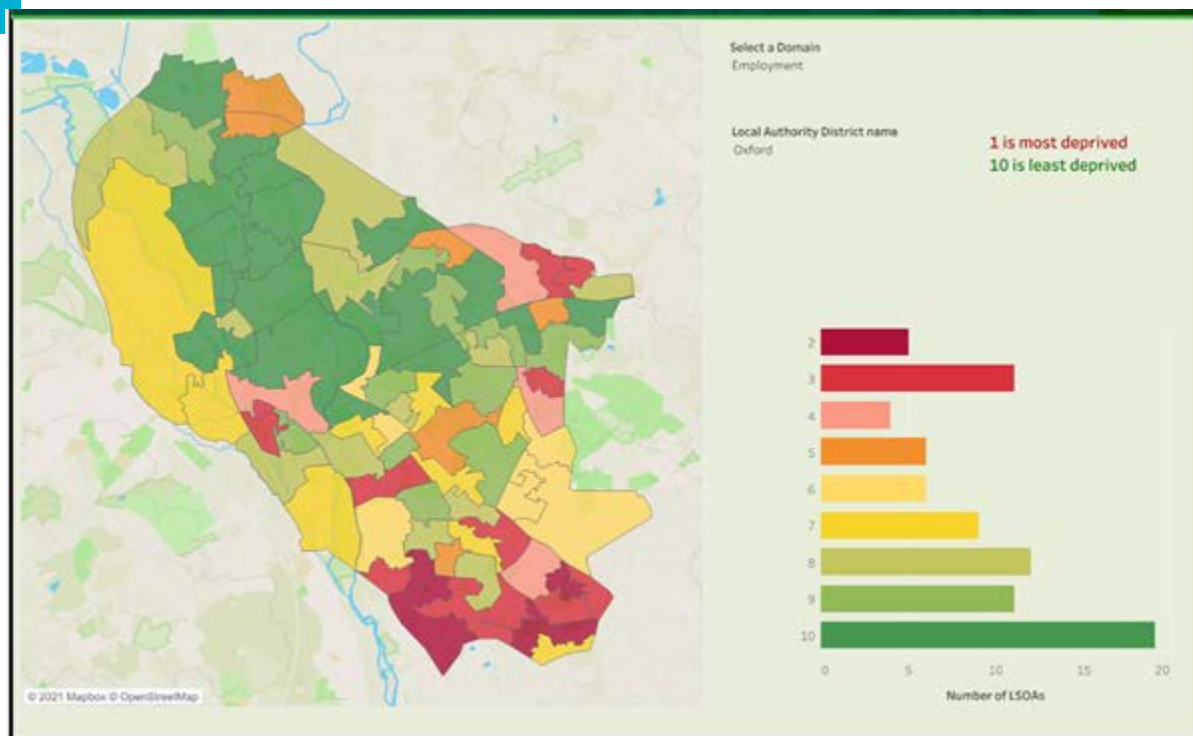 Select a Domain
Employment
Local Authority District name
Oxford
1 is most deprived
10 is least deprived
2
3
4
5
6
7
8
9
10
0 5 10 15 20
Number of LSOAs
© 2021 Mapbox © OpenStreetMap